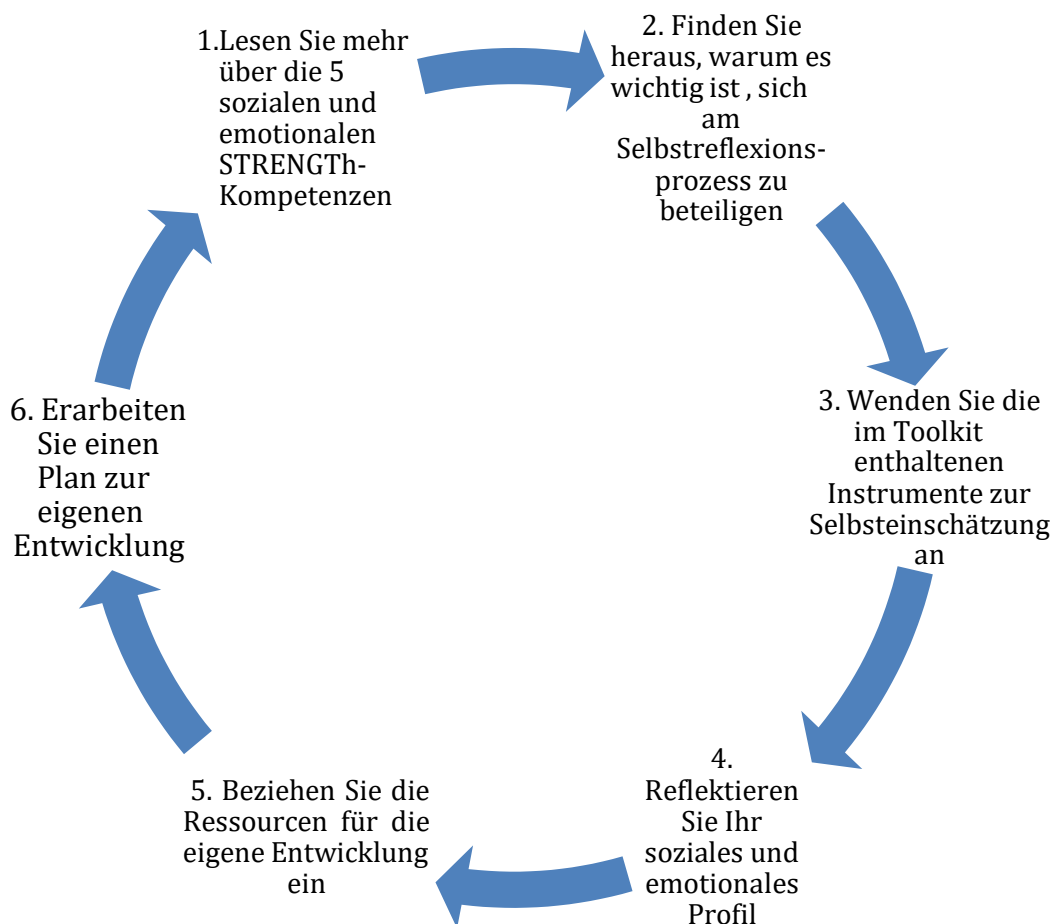 1.Lesen Sie mehr
über die 5
sozialen und
emotionalen
STRENGTh-
Kompetenzen
2. Finden Sie
heraus, warum es
wichtig ist , sich
am
Selbstreflexions-
prozess zu
beteiligen
3. Wenden Sie die
im Toolkit
enthaltenen
Instrumente zur
Selbsteinschätzung
an
4.
Reflektieren
Sie Ihr
soziales und
emotionales
Profil
5. Beziehen Sie die
Ressourcen für die
eigene Entwicklung
ein
6. Erarbeiten
Sie einen
Plan zur
eigenen
Entwicklung